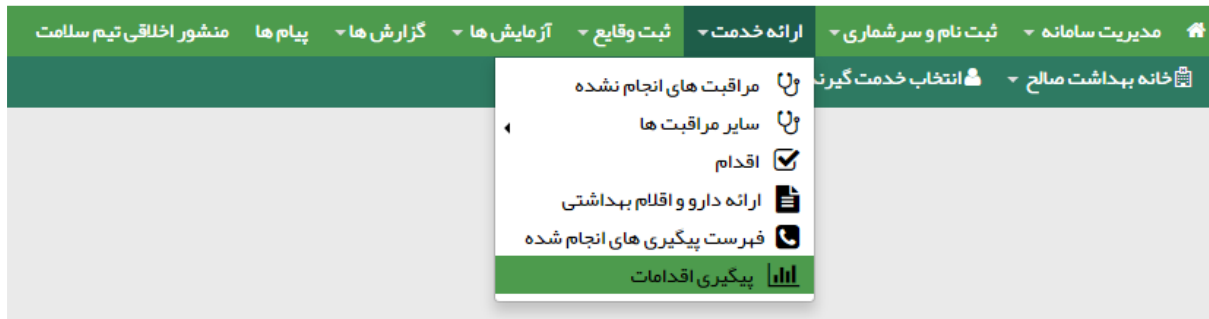 مدیریت سامانه ثبت نام و سرشماری ارائه خدمت ثبت وقایع آزمایش ها گزارش ها پیام ها منشور اخلاقی تیم سلامت
خانه بهداشت صالح انتخاب خدمت گیرند
مراقبت های انجام نشده
سایر مراقبت ها
اقدام
ارائه دارو و اقلام بهداشتی
فهرست پیگیری های انجام شده
پیگیری اقدامات